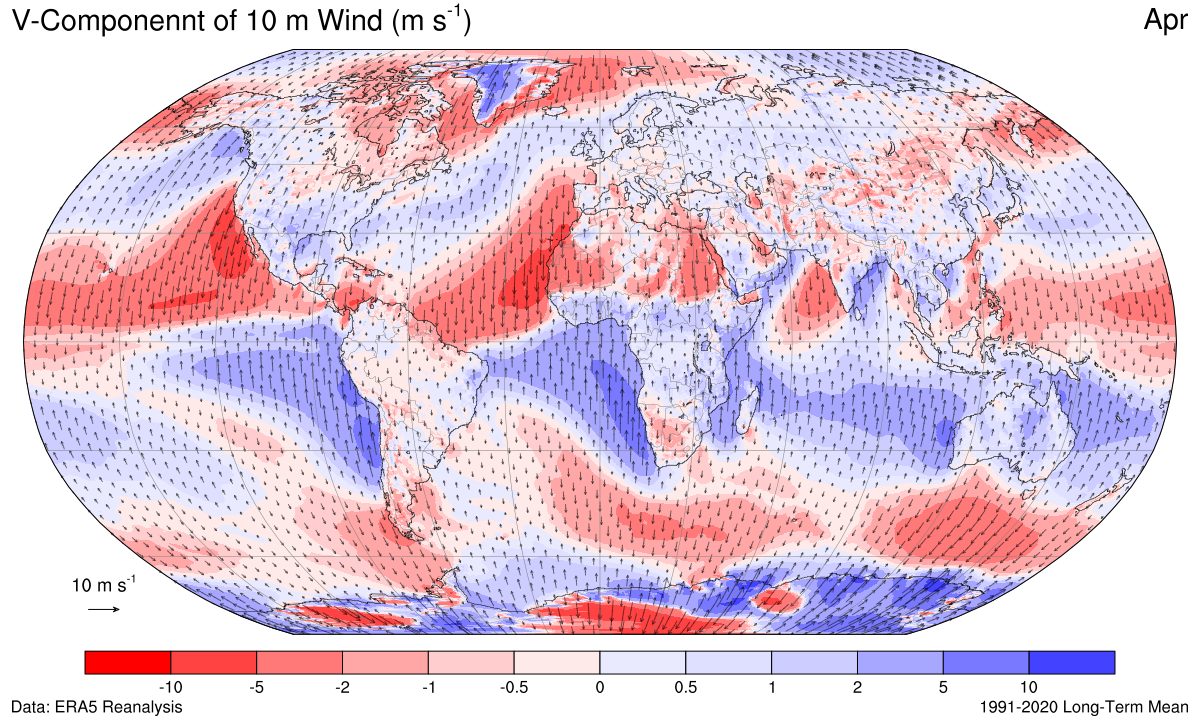 V-Componennt of 10 m Wind (m s-1)
Apr
10 m s-1
-10 -5 -2 -1 -0.5 0 0.5 1 2 5 10
Data: ERA5 Reanalysis
1991-2020 Long-Term Mean